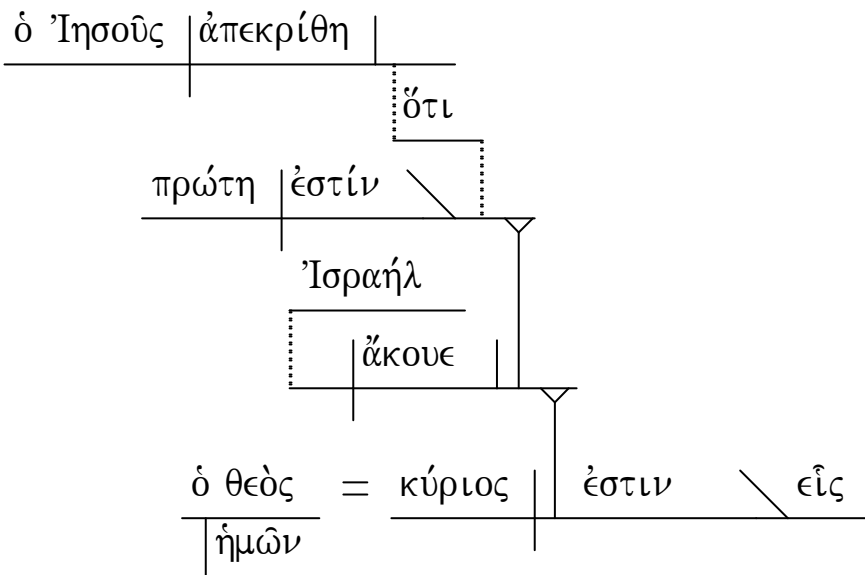 ὁ Ἰησοῦς ἀπεκρίθη
ὅτι
πρώτη ἐστίν
Ἰσραήλ
ἄκουε
ὁ θεὸς = κύριος ἐστιν εἷς
ἡμῶν